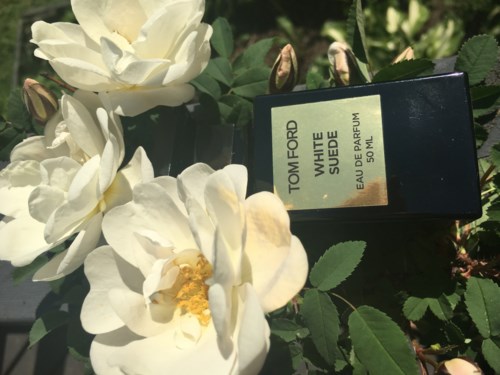 TOM FORD
WHITE
SUEDE
EAU DE PARFUM
50 ML